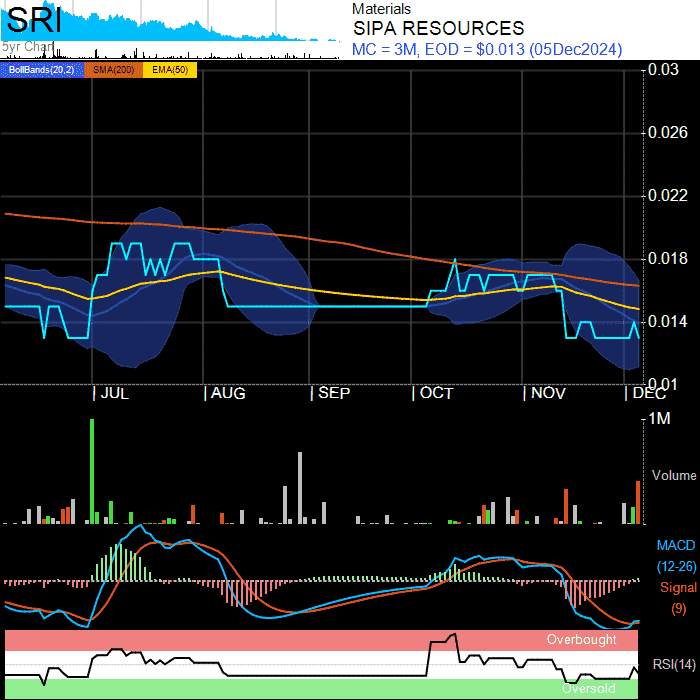 SRI
5yr Chart
Materials
SIPA RESOURCES
MC = 3M, EOD = $0.013 (05Dec2024)
BollBands(20,2) SMA(200) EMA(50)
0.03
0.026
0.022
0.018
0.014
0.01
JUL AUG SEP OCT NOV DEC
1M
Volume
MACD
(12-26)
Signal
(9)
Overbought
RSI(14)
Oversold